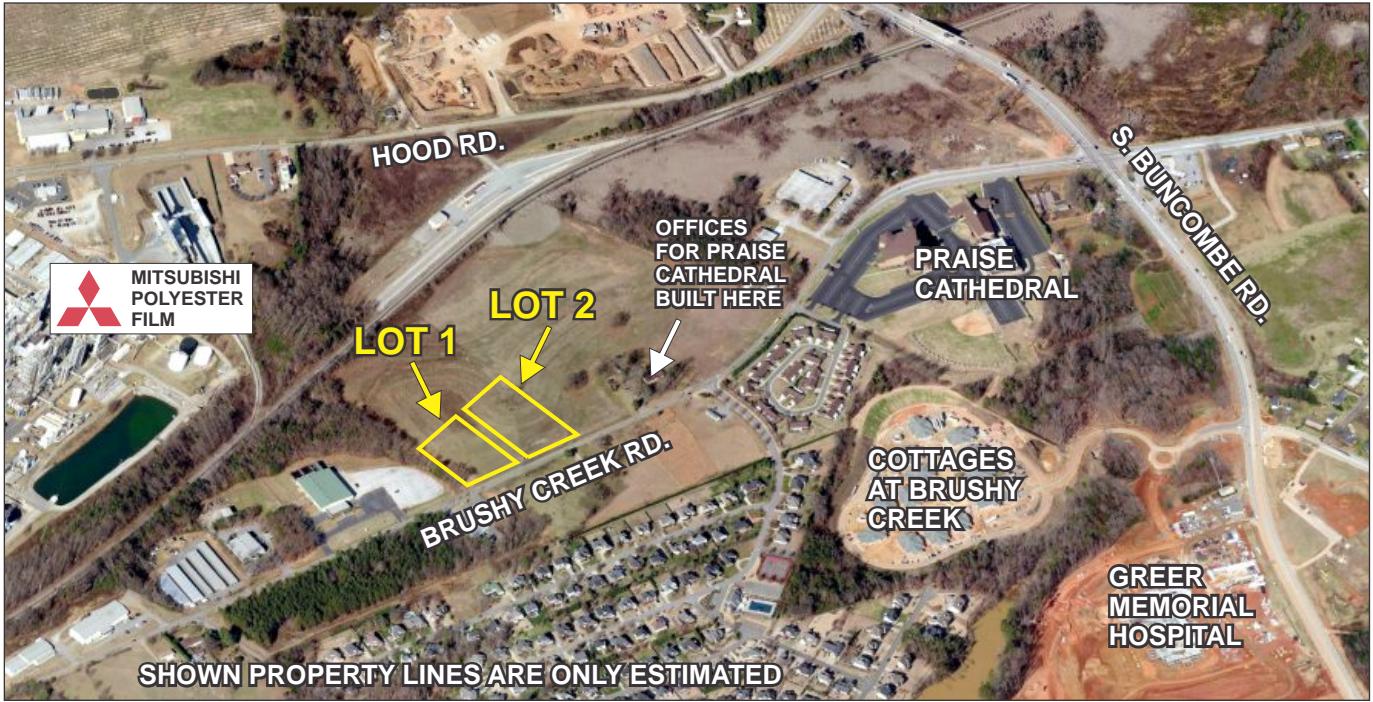 HOOD RD.
S. BUNCOMBE RD.
OFFICES
FOR PRAISE
CATHEDRAL
BUILT HERE
PRAISE
CATHEDRAL
MITSUBISHI
POLYESTER
FILM
LOT 2
LOT 1
BRUSHY CREEK RD.
COTTAGES
AT BRUSHY
CREEK
GREER
MEMORIAL
HOSPITAL
SHOWN PROPERTY LINES ARE ONLY ESTIMATED